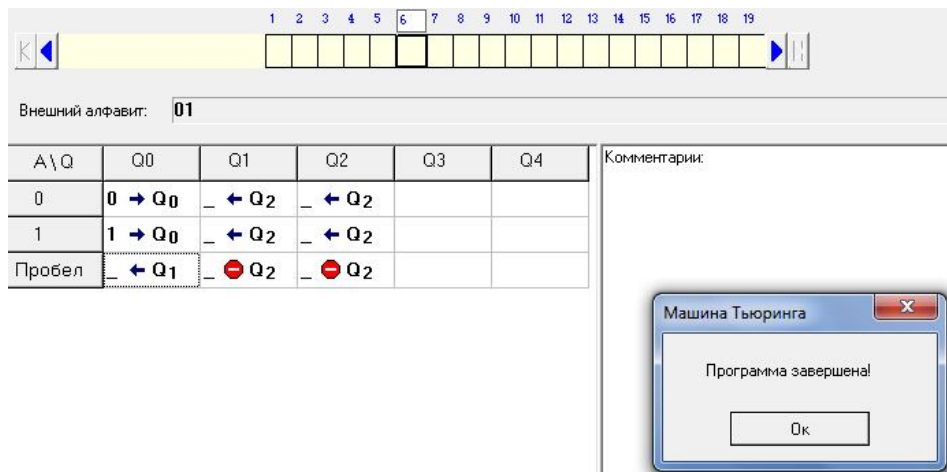 1 2 3 4 5 6 7 8 9 10 11 12 13 14 15 16 17 18 19
Внешний алфавит: 01
A\Q Q0 Q1 Q2 Q3 Q4
0 0 → Q0 _ ← Q2 _ ← Q2
1 1 → Q0 _ ← Q2 _ ← Q2
Пробел _ ← Q1 _ ⛔ Q2 _ ⛔ Q2
Комментарии:
Машина Тьюринга
Программа завершена!
Ок